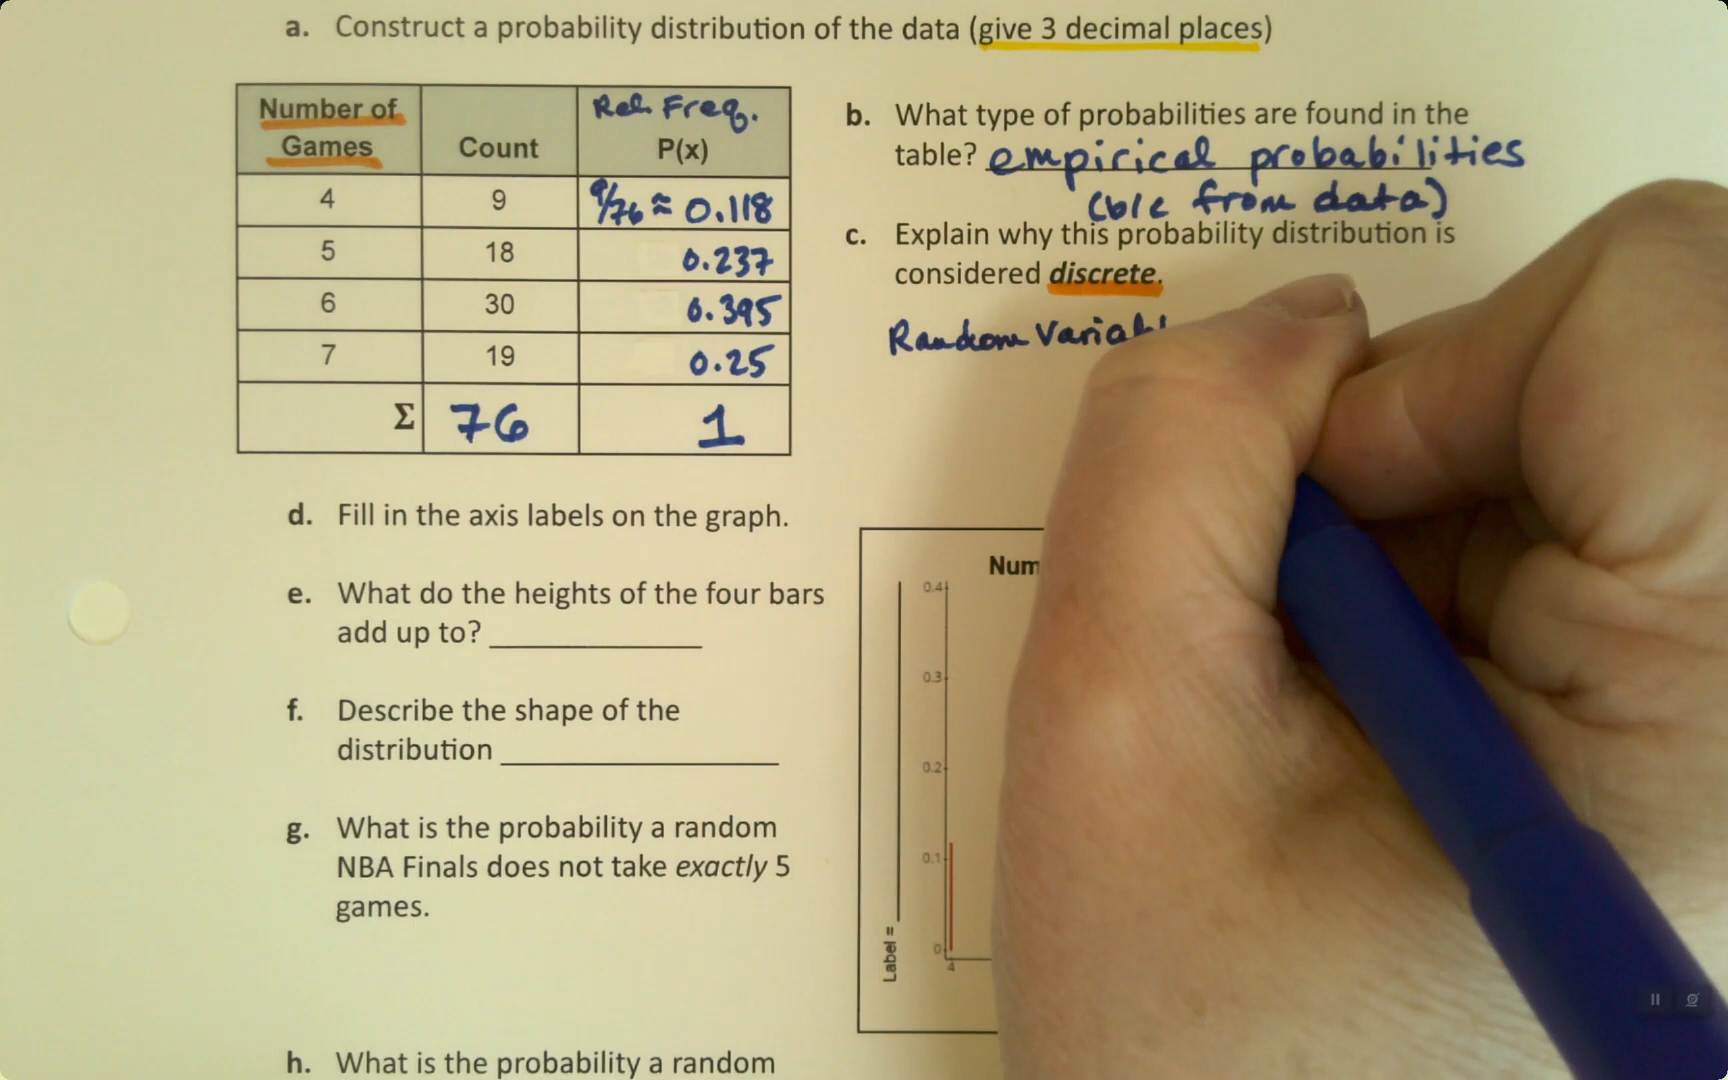 a. Construct a probability distribution of the data (give 3 decimal places)
Number of Games Count Rel. Freq. P(x)
4 9 9/76 ≈ 0.118
5 18 0.237
6 30 0.395
7 19 0.25
Σ 76 1
b. What type of probabilities are found in the
table? empirical probabilities
(b/c from data)
c. Explain why this probability distribution is
considered discrete.
Random Variabl
d. Fill in the axis labels on the graph.
e. What do the heights of the four bars
add up to?
f. Describe the shape of the
distribution
g. What is the probability a random
NBA Finals does not take exactly 5
games.
h. What is the probability a random
Num
0.4
0.3
0.2
0.1
0
4
Label =